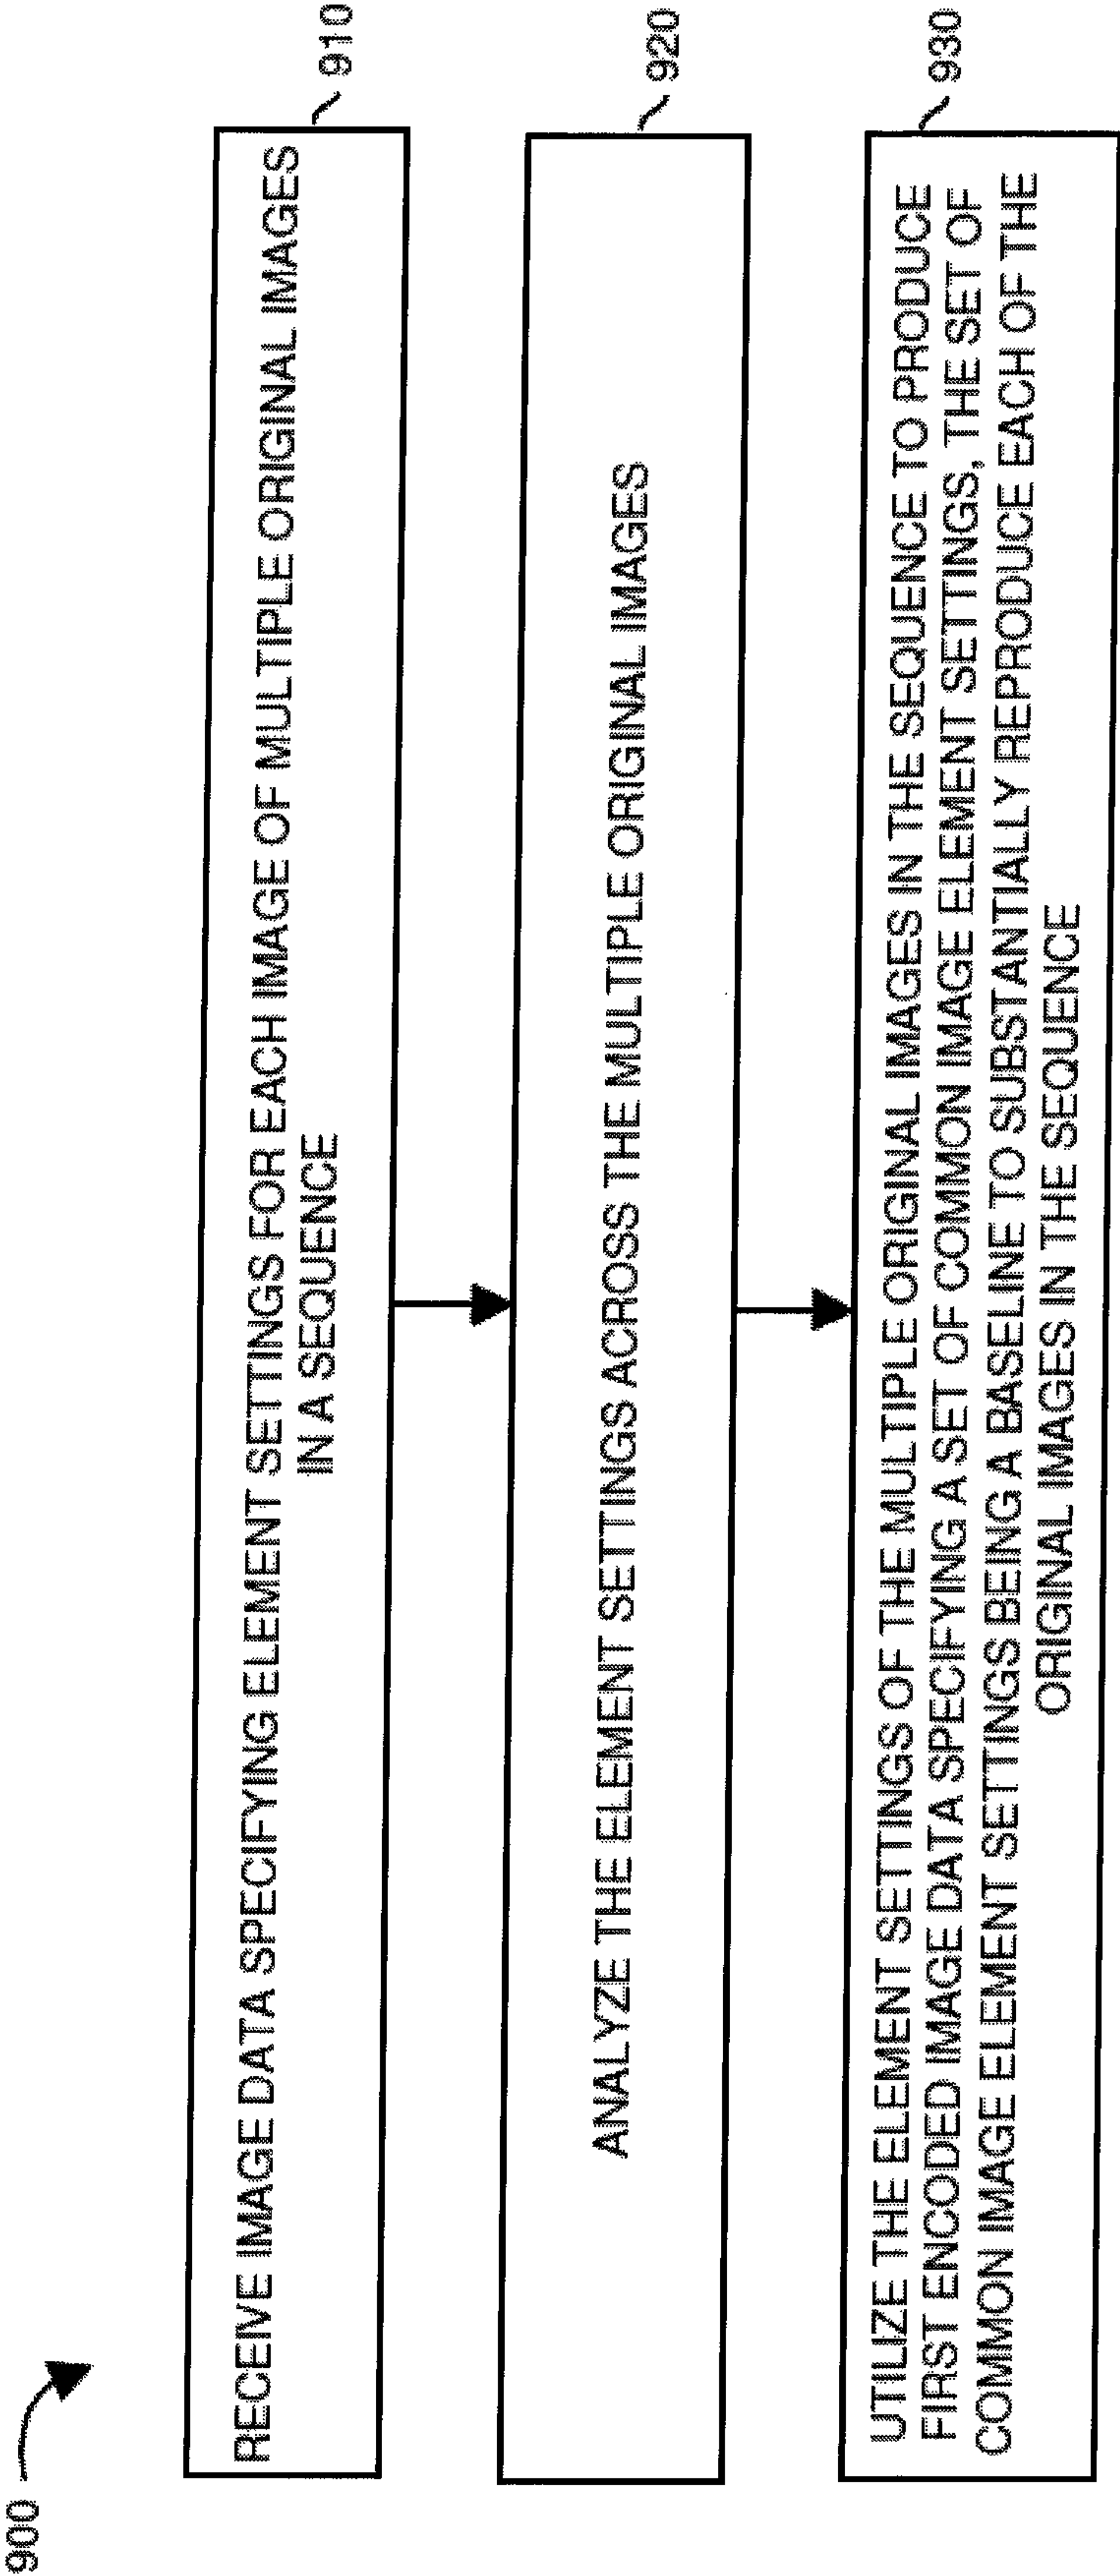 900
RECEIVE IMAGE DATA SPECIFYING ELEMENT SETTINGS FOR EACH IMAGE OF MULTIPLE ORIGINAL IMAGES
IN A SEQUENCE
910
ANALYZE THE ELEMENT SETTINGS ACROSS THE MULTIPLE ORIGINAL IMAGES
920
UTILIZE THE ELEMENT SETTINGS OF THE MULTIPLE ORIGINAL IMAGES IN THE SEQUENCE TO PRODUCE
FIRST ENCODED IMAGE DATA SPECIFYING A SET OF COMMON IMAGE ELEMENT SETTINGS, THE SET OF
COMMON IMAGE ELEMENT SETTINGS BEING A BASELINE TO SUBSTANTIALLY REPRODUCE EACH OF THE
ORIGINAL IMAGES IN THE SEQUENCE
930